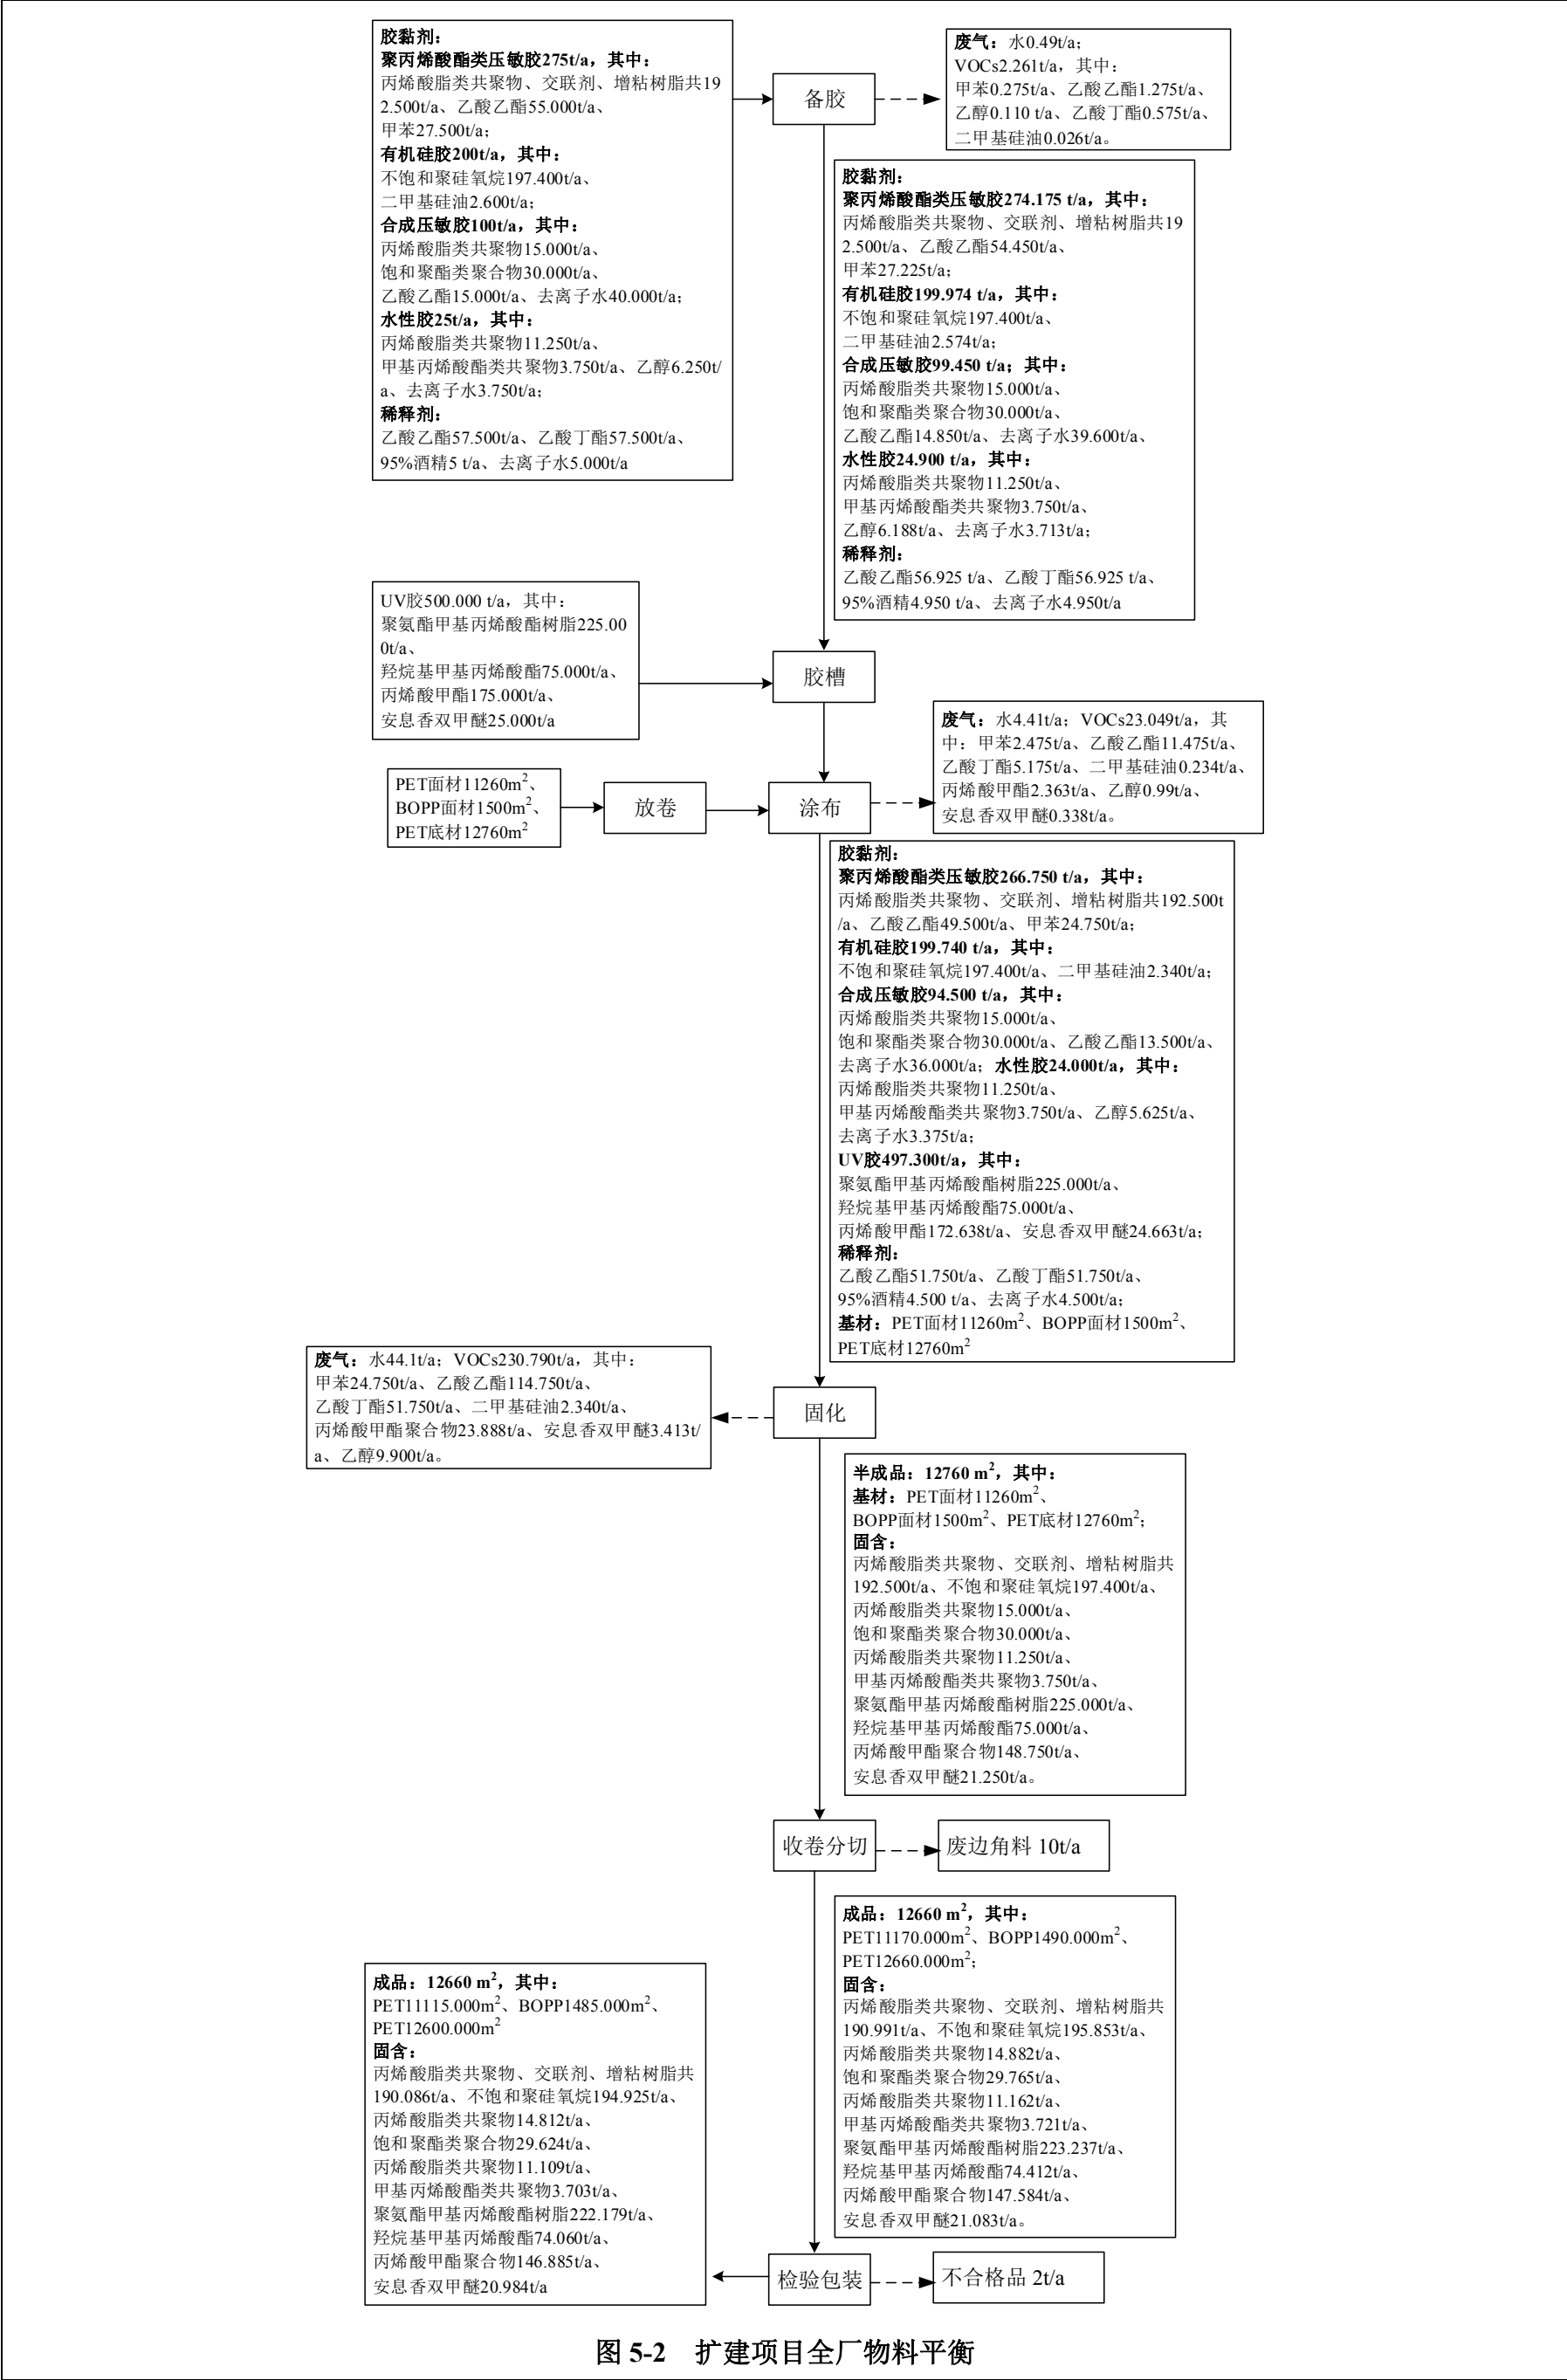 胶黏剂：
聚丙烯酸酯类压敏胶275t/a，其中：
丙烯酸脂类共聚物、交联剂、增粘树脂共19
2.500t/a、乙酸乙酯55.000t/a、
甲苯27.500t/a；
有机硅胶200t/a，其中：
不饱和聚硅氧烷197.400t/a、
二甲基硅油2.600t/a；
合成压敏胶100t/a，其中：
丙烯酸脂类共聚物15.000t/a、
饱和聚酯类聚合物30.000t/a、
乙酸乙酯15.000t/a、去离子水40.000t/a；
水性胶25t/a，其中：
丙烯酸脂类共聚物11.250t/a、
甲基丙烯酸酯类共聚物3.750t/a、乙醇6.250t/
a、去离子水3.750t/a；
稀释剂：
乙酸乙酯57.500t/a、乙酸丁酯57.500t/a、
95%酒精5 t/a、去离子水5.000t/a
备胶
废气：水0.49t/a；
VOCs2.261t/a，其中：
甲苯0.275t/a、乙酸乙酯1.275t/a、
乙醇0.110 t/a、乙酸丁酯0.575t/a、
二甲基硅油0.026t/a。
胶黏剂：
聚丙烯酸酯类压敏胶274.175 t/a，其中：
丙烯酸脂类共聚物、交联剂、增粘树脂共19
2.500t/a、乙酸乙酯54.450t/a、
甲苯27.225t/a；
有机硅胶199.974 t/a，其中：
不饱和聚硅氧烷197.400t/a、
二甲基硅油2.574t/a；
合成压敏胶99.450 t/a；其中：
丙烯酸脂类共聚物15.000t/a、
饱和聚酯类聚合物30.000t/a、
乙酸乙酯14.850t/a、去离子水39.600t/a、
水性胶24.900 t/a，其中：
丙烯酸脂类共聚物11.250t/a、
甲基丙烯酸酯类共聚物3.750t/a、
乙醇6.188t/a、去离子水3.713t/a；
稀释剂：
乙酸乙酯56.925 t/a、乙酸丁酯56.925 t/a、
95%酒精4.950 t/a、去离子水4.950t/a
UV胶500.000 t/a，其中：
聚氨酯甲基丙烯酸酯树脂225.00
0t/a、
羟烷基甲基丙烯酸酯75.000t/a、
丙烯酸甲酯175.000t/a、
安息香双甲醚25.000t/a
胶槽
PET面材11260m²、
BOPP面材1500m²、
PET底材12760m²
放卷
涂布
废气：水4.41t/a；VOCs23.049t/a，其
中：甲苯2.475t/a、乙酸乙酯11.475t/a、
乙酸丁酯5.175t/a、二甲基硅油0.234t/a、
丙烯酸甲酯2.363t/a、乙醇0.99t/a、
安息香双甲醚0.338t/a。
胶黏剂：
聚丙烯酸酯类压敏胶266.750 t/a，其中：
丙烯酸脂类共聚物、交联剂、增粘树脂共192.500t
/a、乙酸乙酯49.500t/a、甲苯24.750t/a；
有机硅胶199.740 t/a，其中：
不饱和聚硅氧烷197.400t/a、二甲基硅油2.340t/a；
合成压敏胶94.500 t/a，其中：
丙烯酸脂类共聚物15.000t/a、
饱和聚酯类聚合物30.000t/a、乙酸乙酯13.500t/a、
去离子水36.000t/a；水性胶24.000t/a，其中：
丙烯酸脂类共聚物11.250t/a、
甲基丙烯酸酯类共聚物3.750t/a、乙醇5.625t/a、
去离子水3.375t/a；
UV胶497.300t/a，其中：
聚氨酯甲基丙烯酸酯树脂225.000t/a、
羟烷基甲基丙烯酸酯75.000t/a、
丙烯酸甲酯172.638t/a、安息香双甲醚24.663t/a；
稀释剂：
乙酸乙酯51.750t/a、乙酸丁酯51.750t/a、
95%酒精4.500 t/a、去离子水4.500t/a；
基材：PET面材11260m²、BOPP面材1500m²、
PET底材12760m²
废气：水44.1t/a；VOCs230.790t/a，其中：
甲苯24.750t/a、乙酸乙酯114.750t/a、
乙酸丁酯51.750t/a、二甲基硅油2.340t/a、
丙烯酸甲酯聚合物23.888t/a、安息香双甲醚3.413t/
a、乙醇9.900t/a。
固化
半成品：12760 m²，其中：
基材：PET面材11260m²、
BOPP面材1500m²、PET底材12760m²；
固含：
丙烯酸脂类共聚物、交联剂、增粘树脂共
192.500t/a、不饱和聚硅氧烷197.400t/a、
丙烯酸脂类共聚物15.000t/a、
饱和聚酯类聚合物30.000t/a、
丙烯酸脂类共聚物11.250t/a、
甲基丙烯酸酯类共聚物3.750t/a、
聚氨酯甲基丙烯酸酯树脂225.000t/a、
羟烷基甲基丙烯酸酯75.000t/a、
丙烯酸甲酯聚合物148.750t/a、
安息香双甲醚21.250t/a。
收卷分切
废边角料 10t/a
成品：12660 m²，其中：
PET11170.000m²、BOPP1490.000m²、
PET12660.000m²；
固含：
丙烯酸脂类共聚物、交联剂、增粘树脂共
190.991t/a、不饱和聚硅氧烷195.853t/a、
丙烯酸脂类共聚物14.882t/a、
饱和聚酯类聚合物29.765t/a、
丙烯酸脂类共聚物11.162t/a、
甲基丙烯酸酯类共聚物3.721t/a、
聚氨酯甲基丙烯酸酯树脂223.237t/a、
羟烷基甲基丙烯酸酯74.412t/a、
丙烯酸甲酯聚合物147.584t/a、
安息香双甲醚21.083t/a。
成品：12660 m²，其中：
PET11115.000m²、BOPP1485.000m²、
PET12600.000m²
固含：
丙烯酸脂类共聚物、交联剂、增粘树脂共
190.086t/a、不饱和聚硅氧烷194.925t/a、
丙烯酸脂类共聚物14.812t/a、
饱和聚酯类聚合物29.624t/a、
丙烯酸脂类共聚物11.109t/a、
甲基丙烯酸酯类共聚物3.703t/a、
聚氨酯甲基丙烯酸酯树脂222.179t/a、
羟烷基甲基丙烯酸酯74.060t/a、
丙烯酸甲酯聚合物146.885t/a、
安息香双甲醚20.984t/a
检验包装
不合格品 2t/a
图 5-2 扩建项目全厂物料平衡